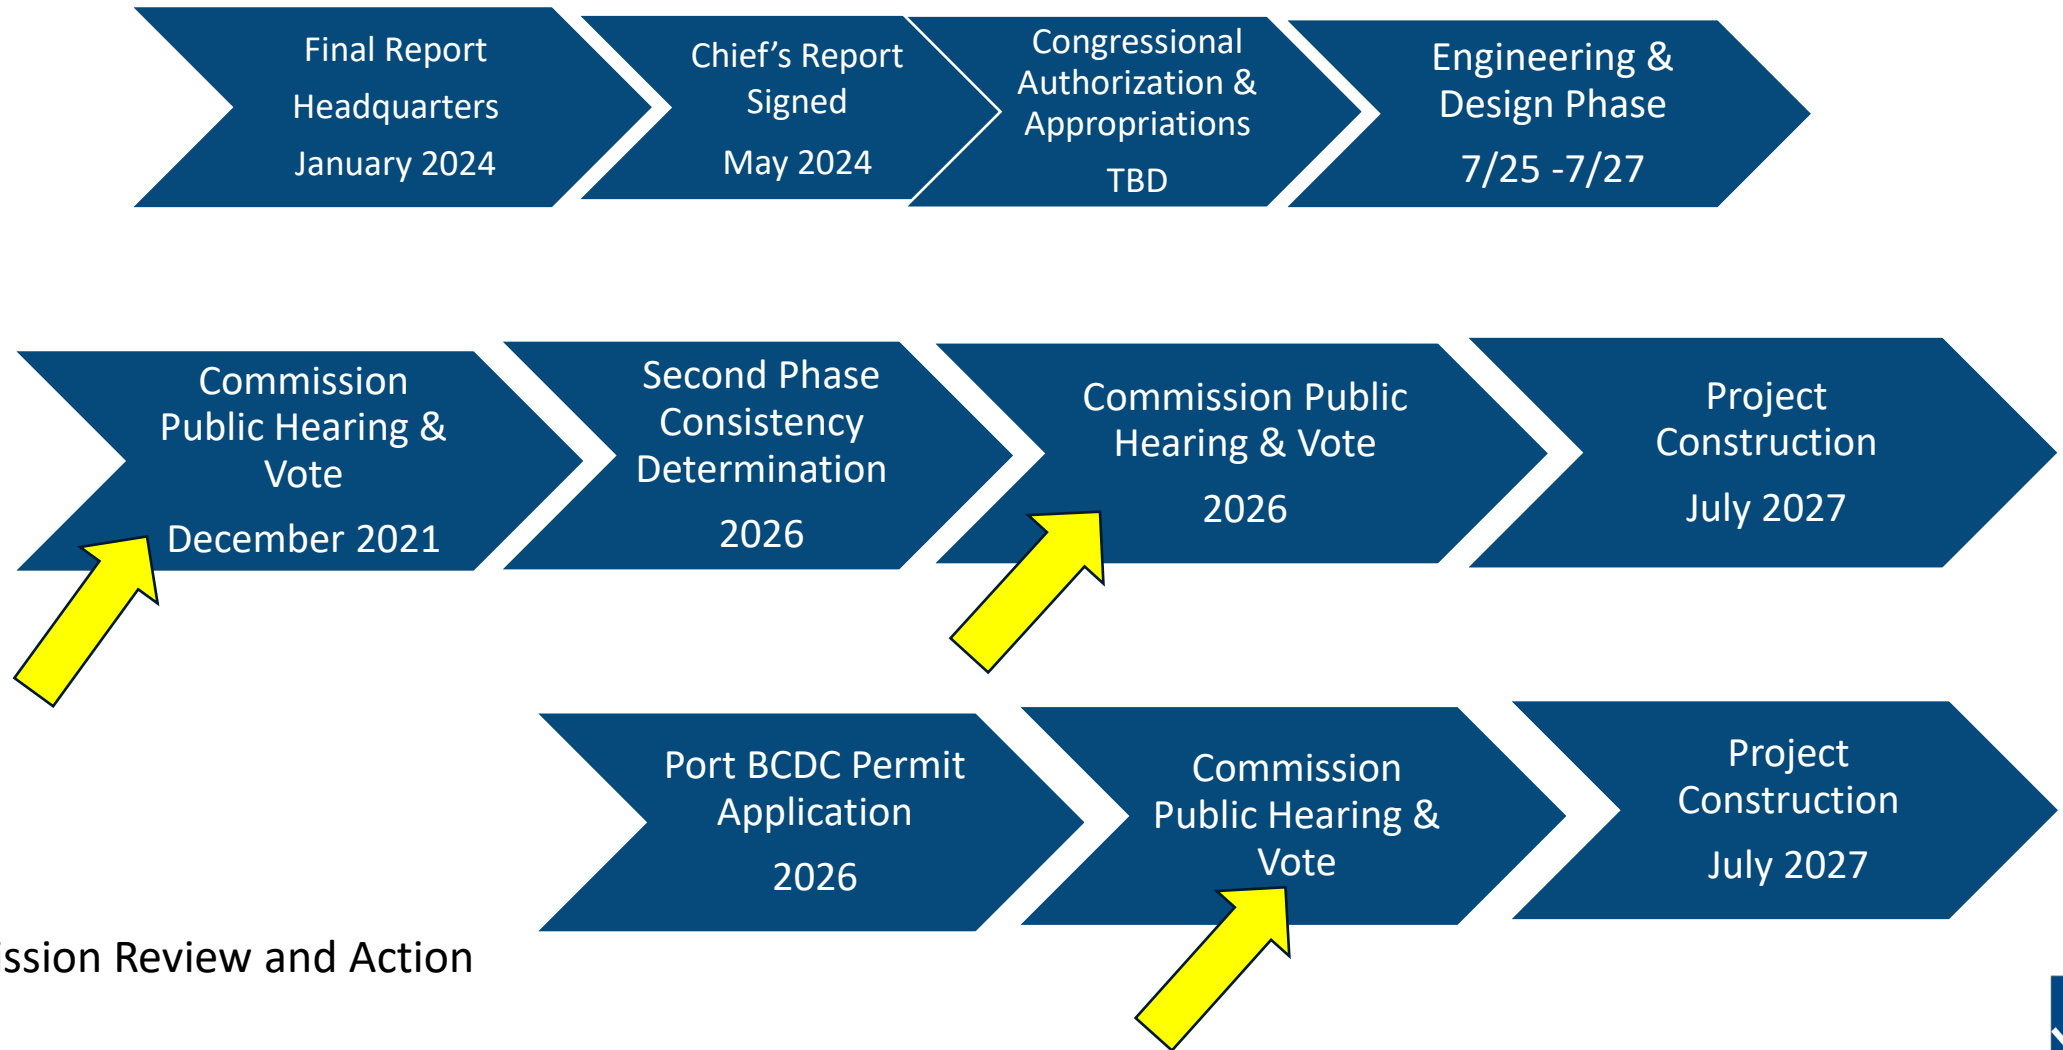 Final Report
Headquarters
January 2024
Chief's Report
Signed
May 2024
Congressional
Authorization &
Appropriations
TBD
Engineering &
Design Phase
7/25 -7/27
Commission
Public Hearing &
Vote
December 2021
Second Phase
Consistency
Determination
2026
Commission Public
Hearing & Vote
2026
Project
Construction
July 2027
Port BCDC Permit
Application
2026
Commission
Public Hearing &
Vote
Project
Construction
July 2027
ission Review and Action